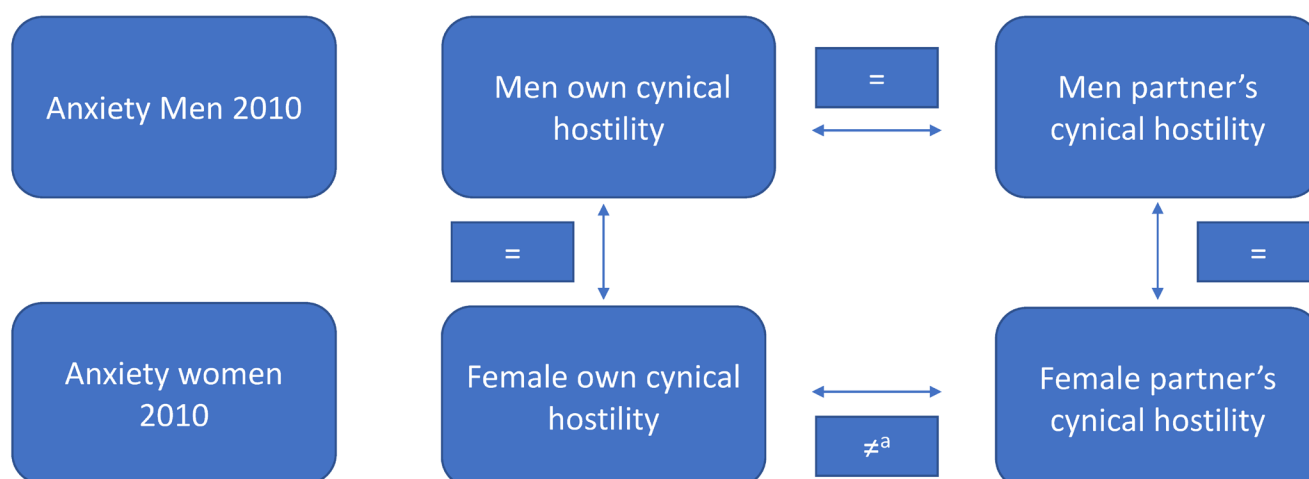 Anxiety Men 2010
Men own cynical
hostility
=
Men partner’s
cynical hostility
=
=
Anxiety women
2010
Female own cynical
hostility
≠ᵃ
Female partner’s
cynical hostility